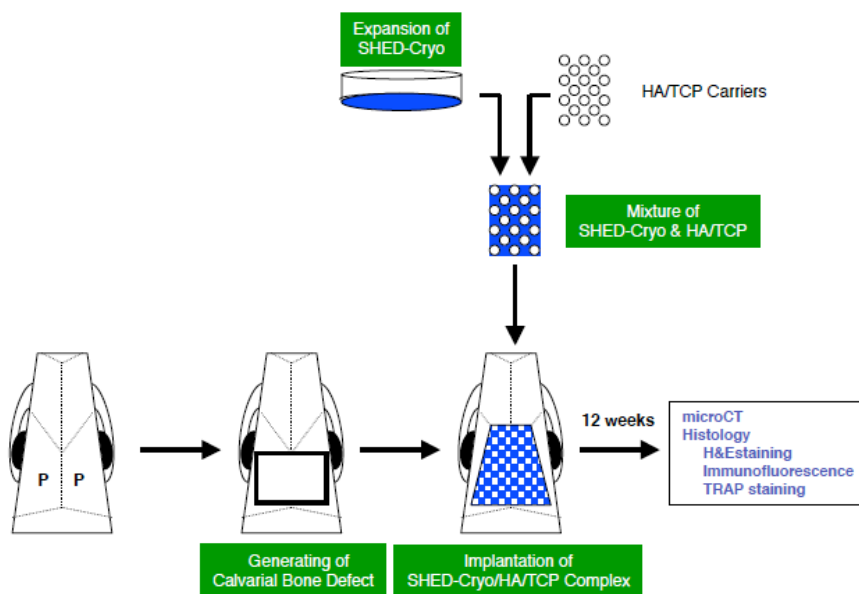 Expansion of
SHED-Cryo
HA/TCP Carriers
Mixture of
SHED-Cryo & HA/TCP
P P
12 weeks
microCT
Histology
H&Estaining
Immunofluorescence
TRAP staining
Generating of
Calvarial Bone Defect
Implantation of
SHED-Cryo/HA/TCP Complex